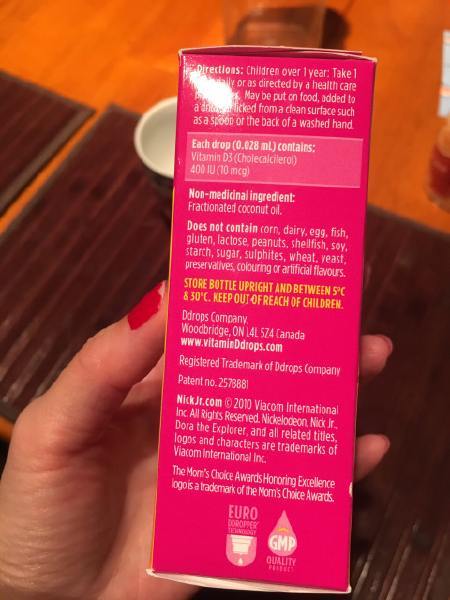 Directions: Children over 1 year: Take 1
daily or as directed by a health care
May be put on food, added to
licked from a clean surface such
as a spoon or the back of a washed hand.
Each drop (0.028 mL) contains:
Vitamin D3 (Cholecalciferol)
400 IU (10 mcg)
Non-medicinal ingredient:
Fractionated coconut oil.
Does not contain corn, dairy, egg, fish,
gluten, lactose, peanuts, shellfish, soy,
starch, sugar, sulphites, wheat, yeast,
preservatives, colouring or artificial flavours.
STORE BOTTLE UPRIGHT AND BETWEEN 5°C
& 30°C. KEEP OUT OF REACH OF CHILDREN.
Ddrops Company,
Woodbridge, ON L4L 5Z4 Canada
www.vitaminDdrops.com
Registered Trademark of Ddrops Company
Patent no. 2578881
NickJr.com © 2010 Viacom International
Inc. All Rights Reserved. Nickelodeon, Nick Jr.,
Dora the Explorer, and all related titles,
logos and characters are trademarks of
Viacom International Inc.
The Mom's Choice Awards Honoring Excellence
logo is a trademark of the Mom's Choice Awards.
EURO
DDROPPER
TECHNOLOGY
GMP
QUALITY
PRODUCT